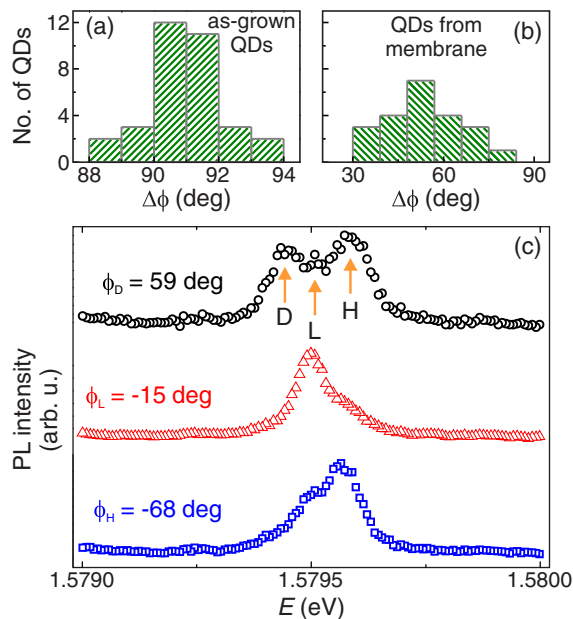 (a) as-grown
QDs
(b) QDs from
membrane
No. of QDs
12
8
4
0
88 90 92 94
30 60 90
Δϕ (deg)
Δϕ (deg)
(c)
ϕD = 59 deg
D L H
ϕL = -15 deg
ϕH = -68 deg
PL intensity
(arb. u.)
1.5790 1.5795 1.5800
E (eV)